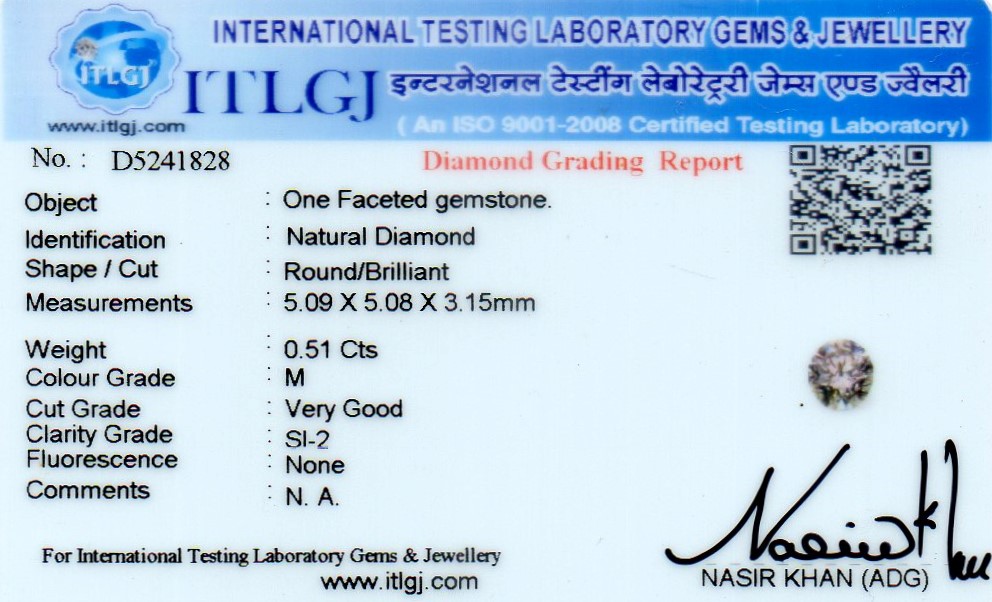 INTERNATIONAL TESTING LABORATORY GEMS & JEWELLERY
ITLGJ
ITLGJ इन्टरनेशनल टेस्टींग लेबोरेट्ररी जेम्स एण्ड ज्वैलरी
www.itlgj.com
( An ISO 9001-2008 Certified Testing Laboratory)
No. : D5241828
Diamond Grading Report
Object : One Faceted gemstone.
Identification : Natural Diamond
Shape / Cut : Round/Brilliant
Measurements : 5.09 X 5.08 X 3.15mm
Weight : 0.51 Cts
Colour Grade : M
Cut Grade : Very Good
Clarity Grade : SI-2
Fluorescence : None
Comments : N. A.
For International Testing Laboratory Gems & Jewellery
www.itlgj.com
Nasir Khan
NASIR KHAN (ADG)